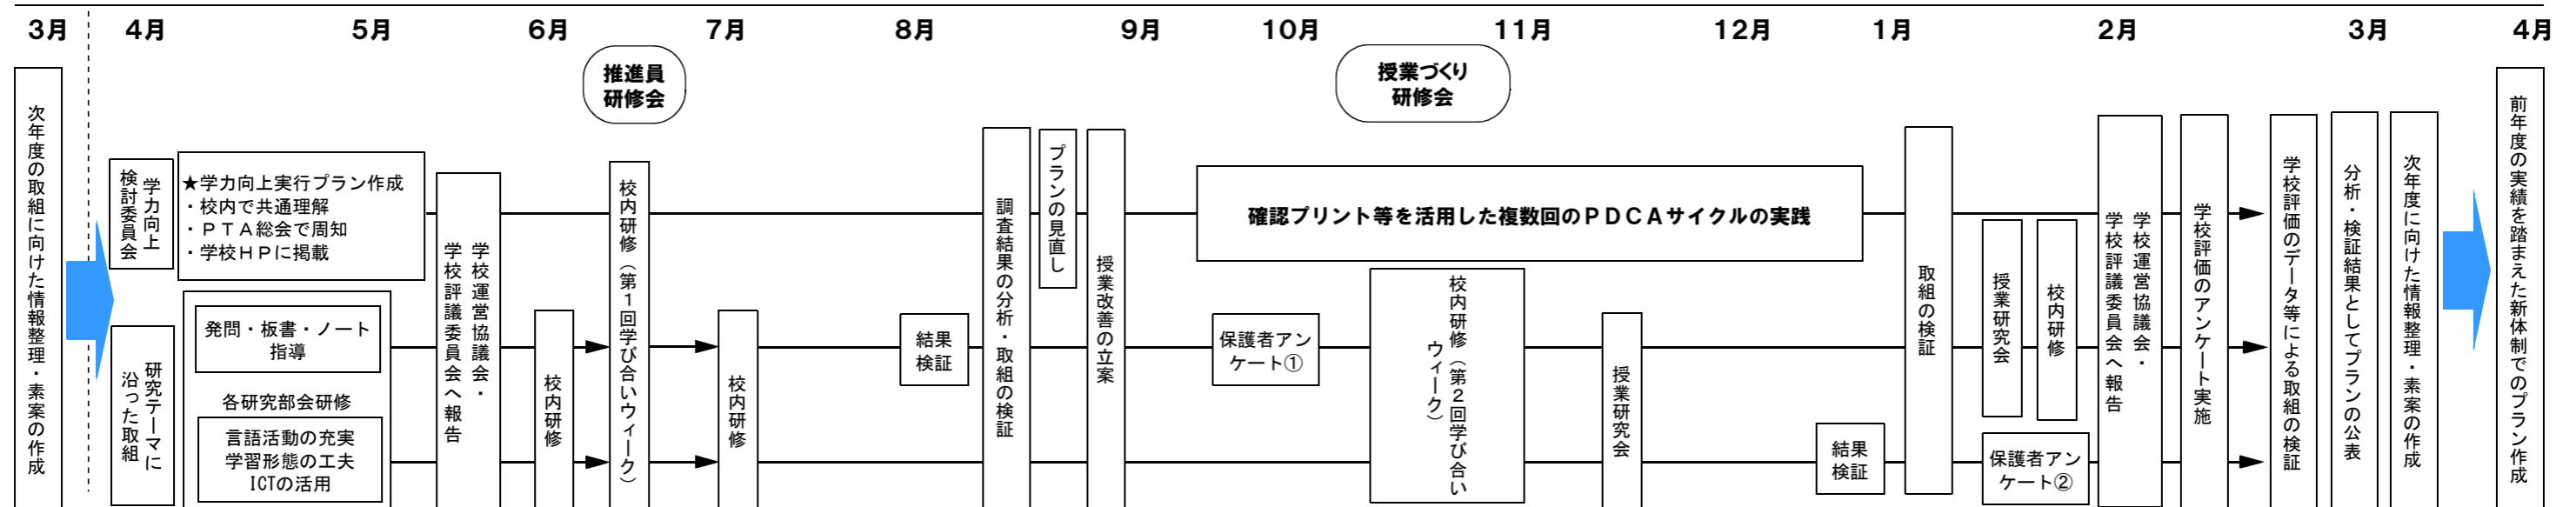 3月
4月
5月
6月
7月
8月
9月
10月
11月
12月
1月
2月
3月
4月
推進員
研修会
授業づくり
研修会
次年度の取組に向けた情報整理・素案の作成
学力向上
検討委員会
★学力向上実行プラン作成
・校内で共通理解
・ＰＴＡ総会で周知
・学校ＨＰに掲載
研究テーマに
沿った取組
発問・板書・ノート
指導
各研究部会研修
言語活動の充実
学習形態の工夫
ICTの活用
学校運営協議会・
学校評議委員会へ報告
校内研修
校内研修（第１回学び合いウィーク）
校内研修
結果
検証
調査結果の分析・取組の検証
プランの見直し
授業改善の立案
確認プリント等を活用した複数回のＰＤＣＡサイクルの実践
保護者アン
ケート①
校内研修（第２回学び合い
ウィーク）
授業研究会
結果
検証
取組の検証
授業研究会
校内研修
保護者アン
ケート②
学校運営協議会・
学校評議委員会へ報告
学校評価のアンケート実施
学校評価のデータ等による取組の検証
分析・検証結果としてプランの公表
次年度に向けた情報整理・素案の作成
前年度の実績を踏まえた新体制でのプラン作成